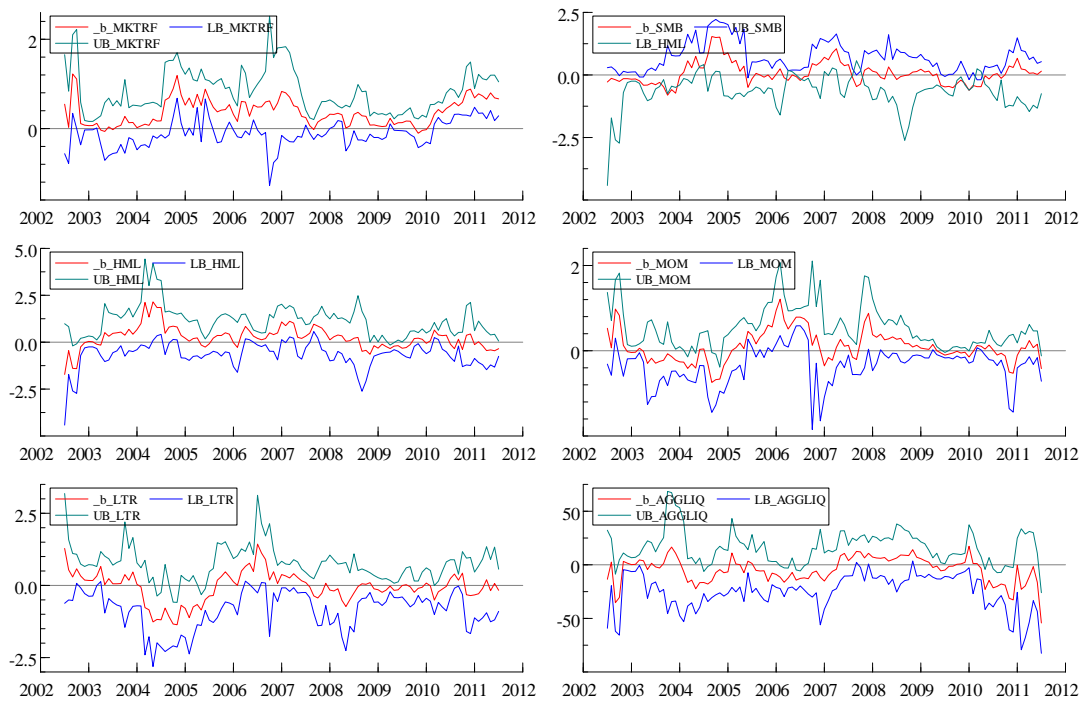 _b_MKTRF LB_MKTRF
UB_MKTRF
2
0
2002 2003 2004 2005 2006 2007 2008 2009 2010 2011 2012
_b_SMB UB_SMB
LB_HML
2.5
0.0
-2.5
2002 2003 2004 2005 2006 2007 2008 2009 2010 2011 2012
_b_HML LB_HML
UB_HML
5.0
2.5
0.0
-2.5
2002 2003 2004 2005 2006 2007 2008 2009 2010 2011 2012
_b_MOM LB_MOM
UB_MOM
2
0
2002 2003 2004 2005 2006 2007 2008 2009 2010 2011 2012
_b_LTR LB_LTR
UB_LTR
2.5
0.0
-2.5
2002 2003 2004 2005 2006 2007 2008 2009 2010 2011 2012
_b_AGGLIQ LB_AGGLIQ
UB_AGGLIQ
50
0
-50
2002 2003 2004 2005 2006 2007 2008 2009 2010 2011 2012